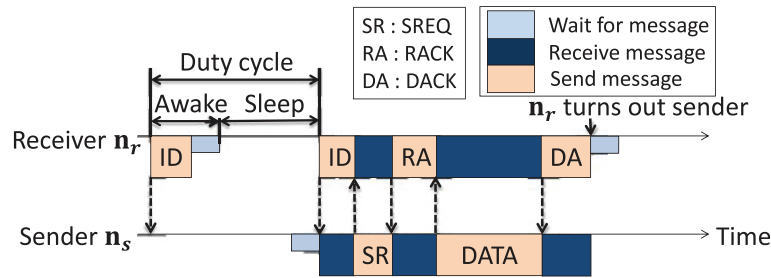 SR : SREQ
RA : RACK
DA : DACK
Wait for message
Receive message
Send message
Duty cycle
Awake
Sleep
n_r turns out sender
Receiver n_r
ID
ID
RA
DA
Sender n_s
SR
DATA
Time